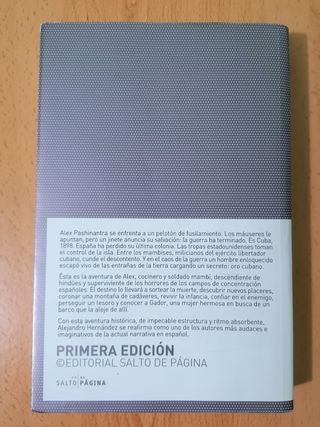 Alex Pashinantra se enfrenta a un pelotón de fusilamiento. Los máuseres le
apuntan, pero un jinete anuncia su salvación: la guerra ha terminado. Es Cuba,
1898. España ha perdido su última colonia. Las tropas estadounidenses toman
el control de la isla. Entre los mambises, milicianos del ejército libertador
cubano, cunde el descontento. Y en el caos de la guerra un hombre enloquecido
escapó vivo de las entrañas de la tierra cargando un secreto: oro cubano.
Ésta es la aventura de Alex, cocinero y soldado mambí, descendiente de
hindúes y superviviente de los horrores de los campos de concentración
españoles. El destino lo llevará a sortear la muerte, descubrir nuevos placeres,
coronar una montaña de cadáveres, revivir la infancia, confiar en el enemigo,
perseguir un tesoro y conocer a Gador, una mujer hermosa en busca de un
barco que la aleje de allí.
Con esta aventura histórica, de impecable estructura y ritmo absorbente,
Alejandro Hernández se reafirma como uno de los autores más audaces e
imaginativos de la actual narrativa en español.
PRIMERA EDICIÓN
©EDITORIAL SALTO DE PÁGINA
SALTO PÁGINA